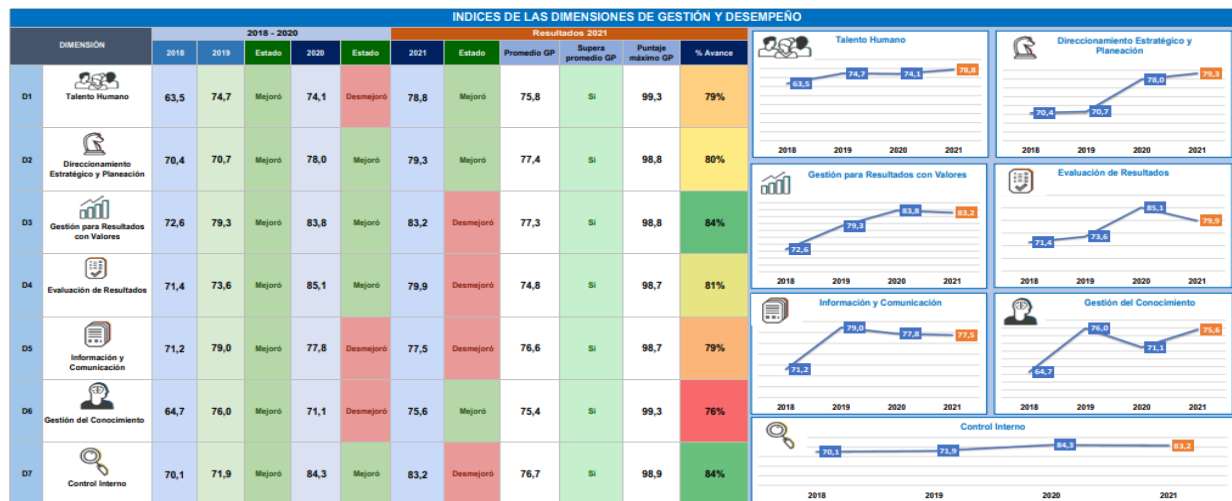 INDICES DE LAS DIMENSIONES DE GESTIÓN Y DESEMPEÑO
DIMENSIÓN
2018 - 2020
Resultados 2021
2018 2019 Estado 2020 Estado 2021 Estado Promedio GP Supera promedio GP Puntaje máximo GP % Avance
D1 Talento Humano 63,5 74,7 Mejoró 74,1 Desmejoró 78,8 Mejoró 75,8 Si 99,3 79%
D2 Direccionamiento Estratégico y Planeación 70,4 70,7 Mejoró 78,0 Mejoró 79,3 Mejoró 77,4 Si 98,8 80%
D3 Gestión para Resultados con Valores 72,6 79,3 Mejoró 83,8 Mejoró 83,2 Desmejoró 77,3 Si 98,8 84%
D4 Evaluación de Resultados 71,4 73,6 Mejoró 85,1 Mejoró 79,9 Desmejoró 74,8 Si 98,7 81%
D5 Información y Comunicación 71,2 79,0 Mejoró 77,8 Desmejoró 77,5 Desmejoró 76,6 Si 98,7 79%
D6 Gestión del Conocimiento 64,7 76,0 Mejoró 71,1 Desmejoró 75,6 Mejoró 75,4 Si 99,3 76%
D7 Control Interno 70,1 71,9 Mejoró 84,3 Mejoró 83,2 Desmejoró 76,7 Si 98,9 84%
Talento Humano
63,5 74,7 74,1 78,8
2018 2019 2020 2021
Direccionamiento Estratégico y
Planeación
70,4 70,7 78,0 79,3
2018 2019 2020 2021
Gestión para Resultados con Valores
72,6 79,3 83,8 83,2
2018 2019 2020 2021
Evaluación de Resultados
71,4 73,6 85,1 79,9
2018 2019 2020 2021
Información y Comunicación
71,2 79,0 77,8 77,5
2018 2019 2020 2021
Gestión del Conocimiento
64,7 76,0 71,1 75,6
2018 2019 2020 2021
Control Interno
70,1 71,9 84,3 83,2
2018 2019 2020 2021